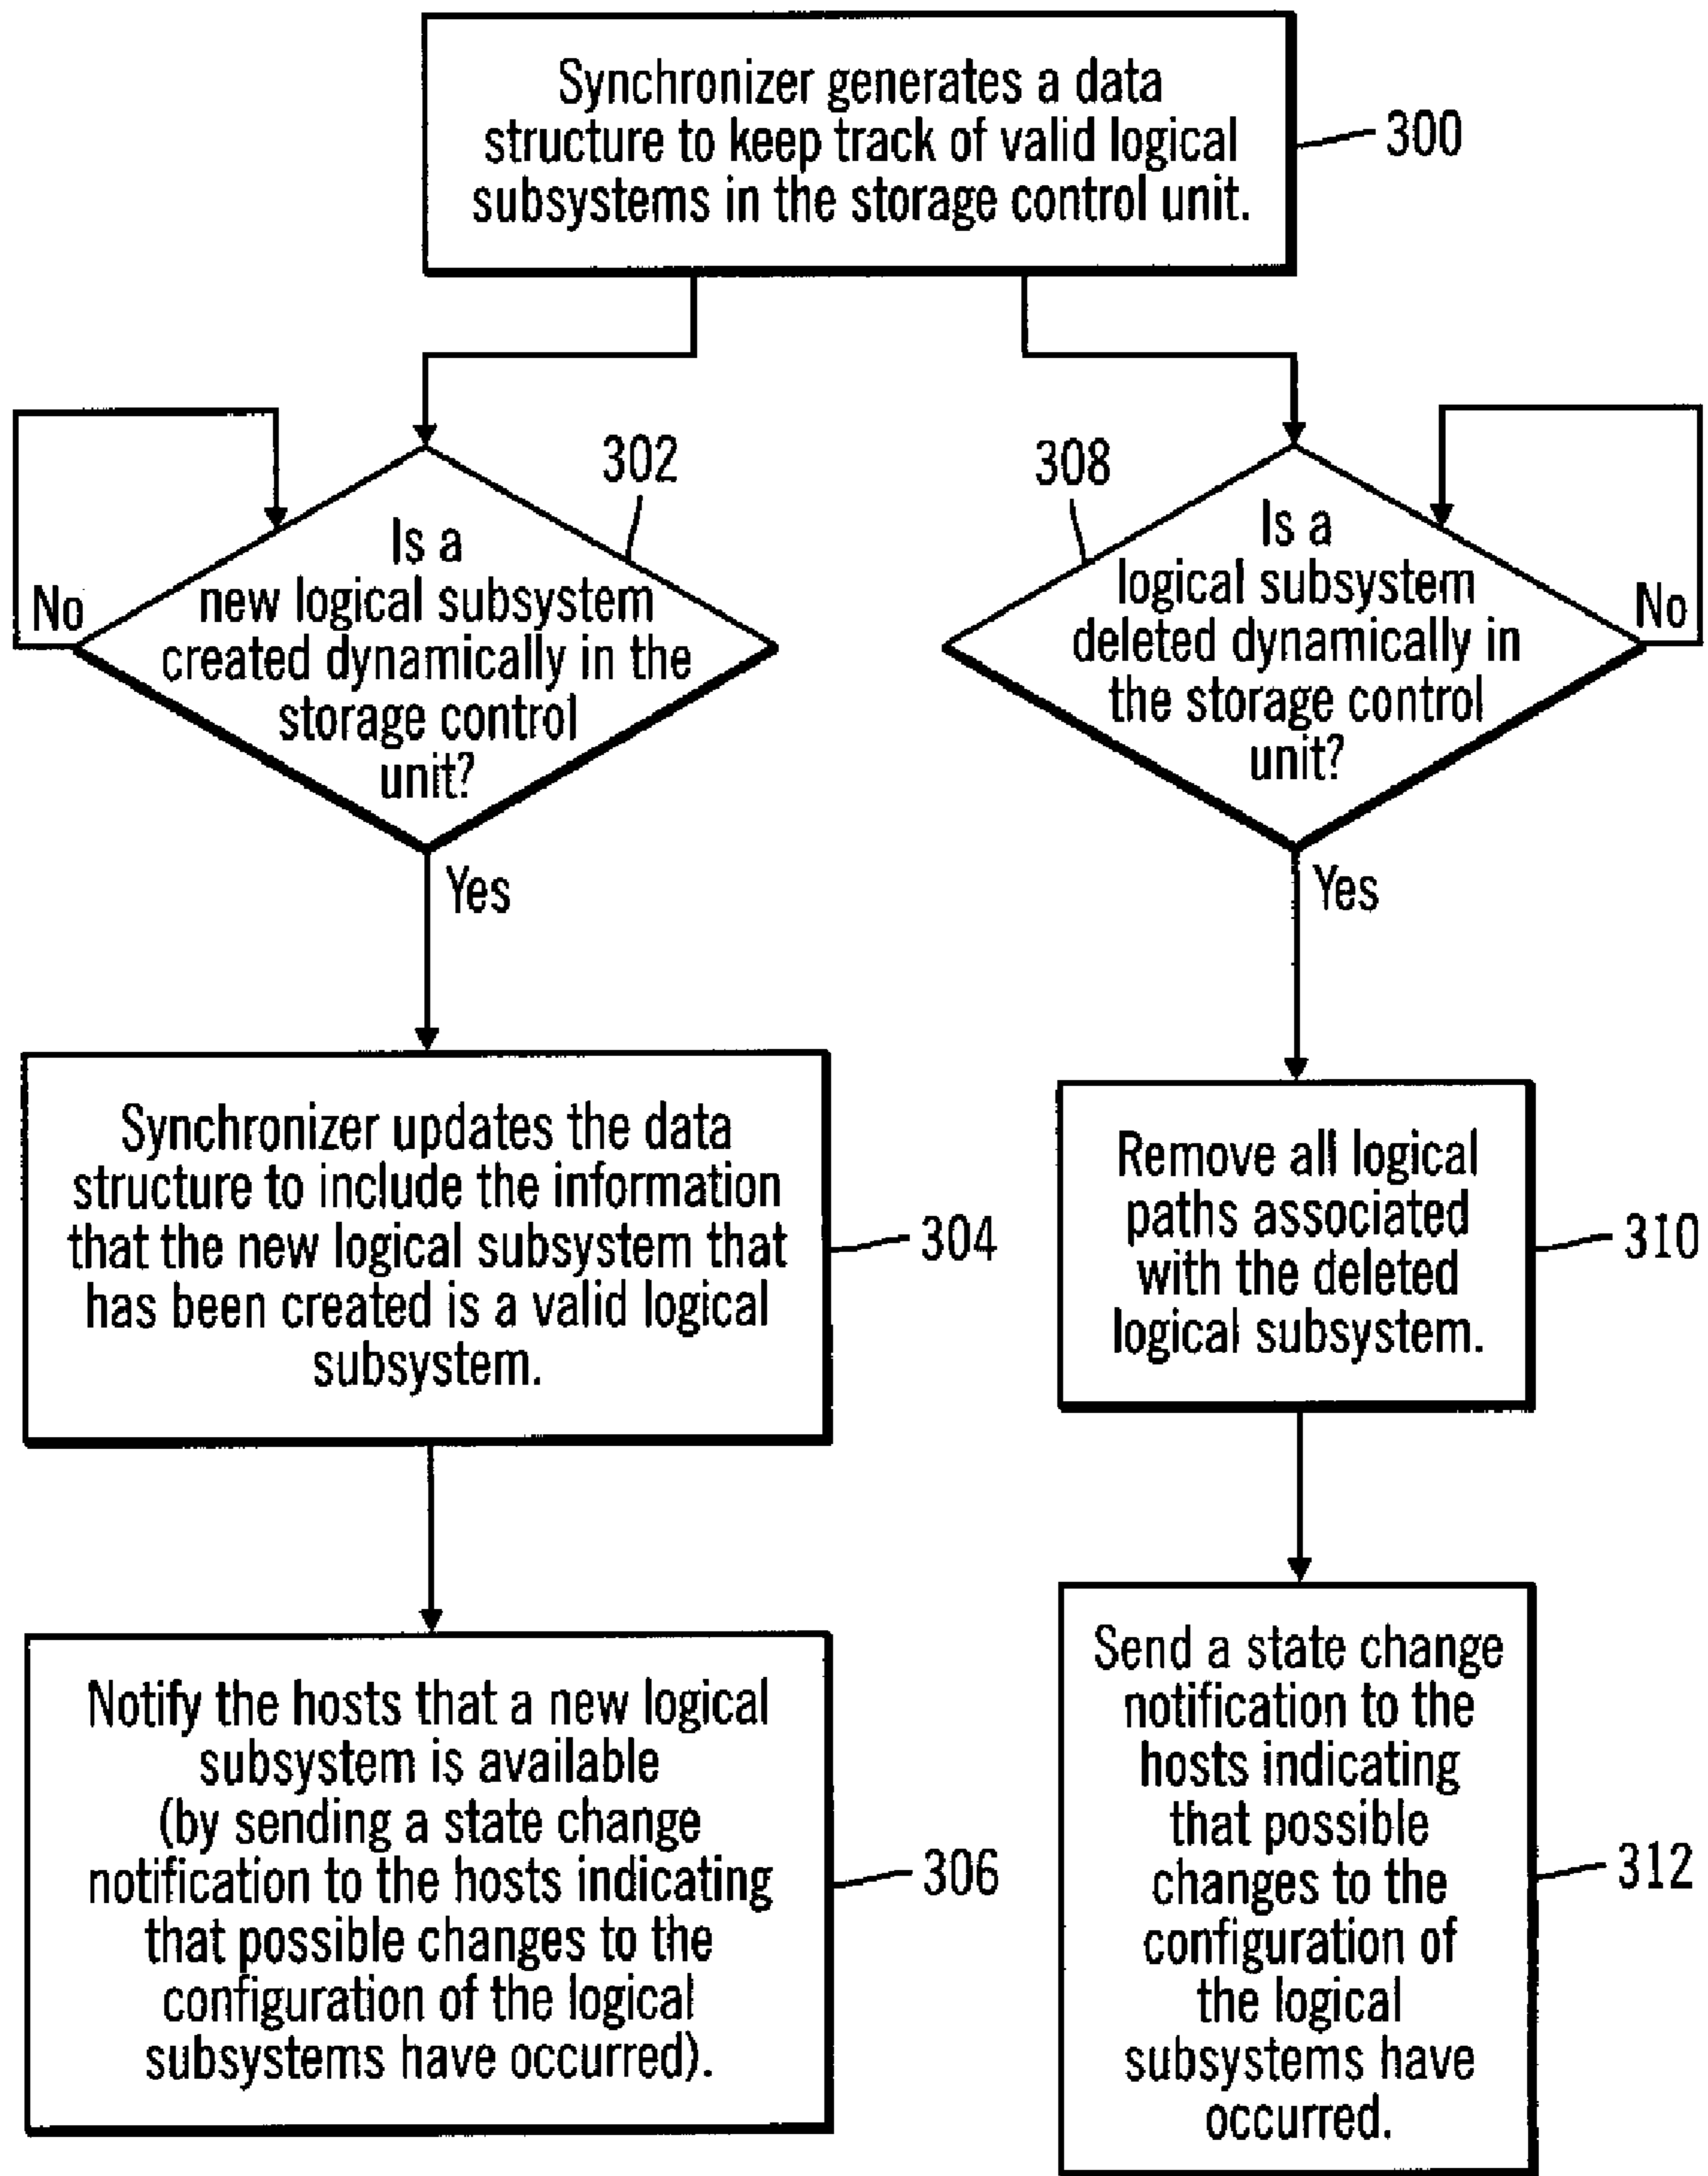 Synchronizer generates a data
structure to keep track of valid logical
subsystems in the storage control unit.
300
302
Is a
new logical subsystem
created dynamically in the
storage control
unit?
No
Yes
308
Is a
logical subsystem
deleted dynamically in
the storage control
unit?
No
Yes
Synchronizer updates the data
structure to include the information
that the new logical subsystem that
has been created is a valid logical
subsystem.
304
Remove all logical
paths associated
with the deleted
logical subsystem.
310
Notify the hosts that a new logical
subsystem is available
(by sending a state change
notification to the hosts indicating
that possible changes to the
configuration of the logical
subsystems have occurred).
306
Send a state change
notification to the
hosts indicating
that possible
changes to the
configuration of
the logical
subsystems have
occurred.
312